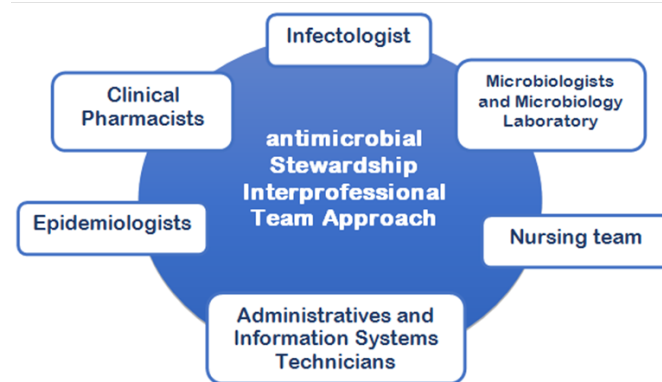 Infectologist
Clinical
Pharmacists
Microbiologists
and Microbiology
Laboratory
antimicrobial
Stewardship
Interprofessional
Team Approach
Epidemiologists
Nursing team
Administratives and
Information Systems
Technicians